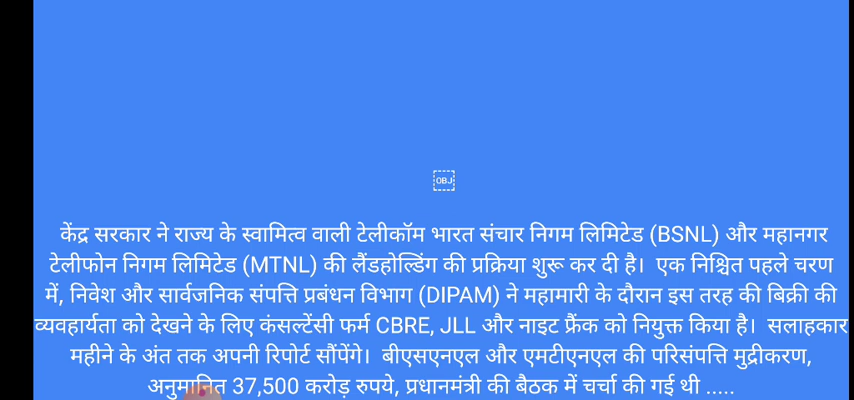 OBJ
केंद्र सरकार ने राज्य के स्वामित्व वाली टेलीकॉम भारत संचार निगम लिमिटेड (BSNL) और महानगर
टेलीफोन निगम लिमिटेड (MTNL) की लैंडहोल्डिंग की प्रक्रिया शुरू कर दी है। एक निश्चित पहले चरण
में, निवेश और सार्वजनिक संपत्ति प्रबंधन विभाग (DIPAM) ने महामारी के दौरान इस तरह की बिक्री की
व्यवहार्यता को देखने के लिए कंसल्टेंसी फर्म CBRE, JLL और नाइट फ्रैंक को नियुक्त किया है। सलाहकार
महीने के अंत तक अपनी रिपोर्ट सौंपेंगे। बीएसएनएल और एमटीएनएल की परिसंपत्ति मुद्रीकरण,
अनुमानित 37,500 करोड़ रुपये, प्रधानमंत्री की बैठक में चर्चा की गई थी .....